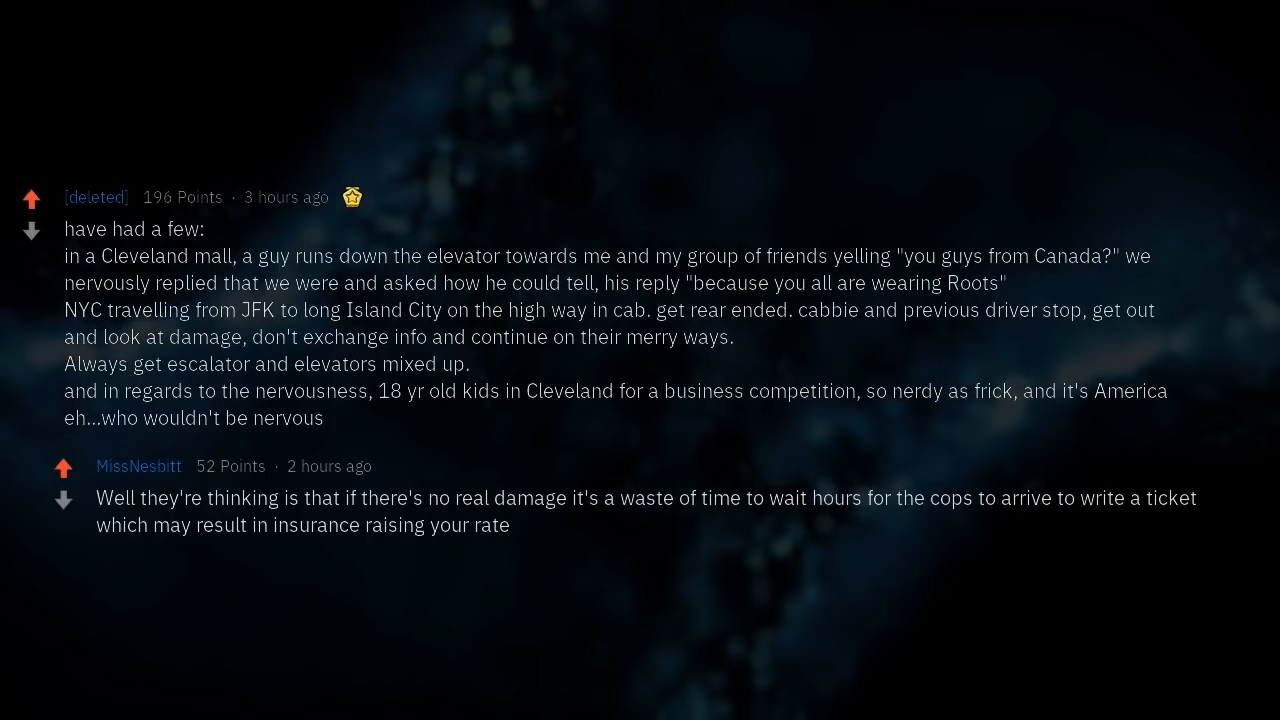 [deleted] 196 Points · 3 hours ago
have had a few:
in a Cleveland mall, a guy runs down the elevator towards me and my group of friends yelling "you guys from Canada?" we
nervously replied that we were and asked how he could tell, his reply "because you all are wearing Roots"
NYC travelling from JFK to long Island City on the high way in cab. get rear ended. cabbie and previous driver stop, get out
and look at damage, don't exchange info and continue on their merry ways.
Always get escalator and elevators mixed up.
and in regards to the nervousness, 18 yr old kids in Cleveland for a business competition, so nerdy as frick, and it's America
eh...who wouldn't be nervous
MissNesbitt 52 Points · 2 hours ago
Well they're thinking is that if there's no real damage it's a waste of time to wait hours for the cops to arrive to write a ticket
which may result in insurance raising your rate